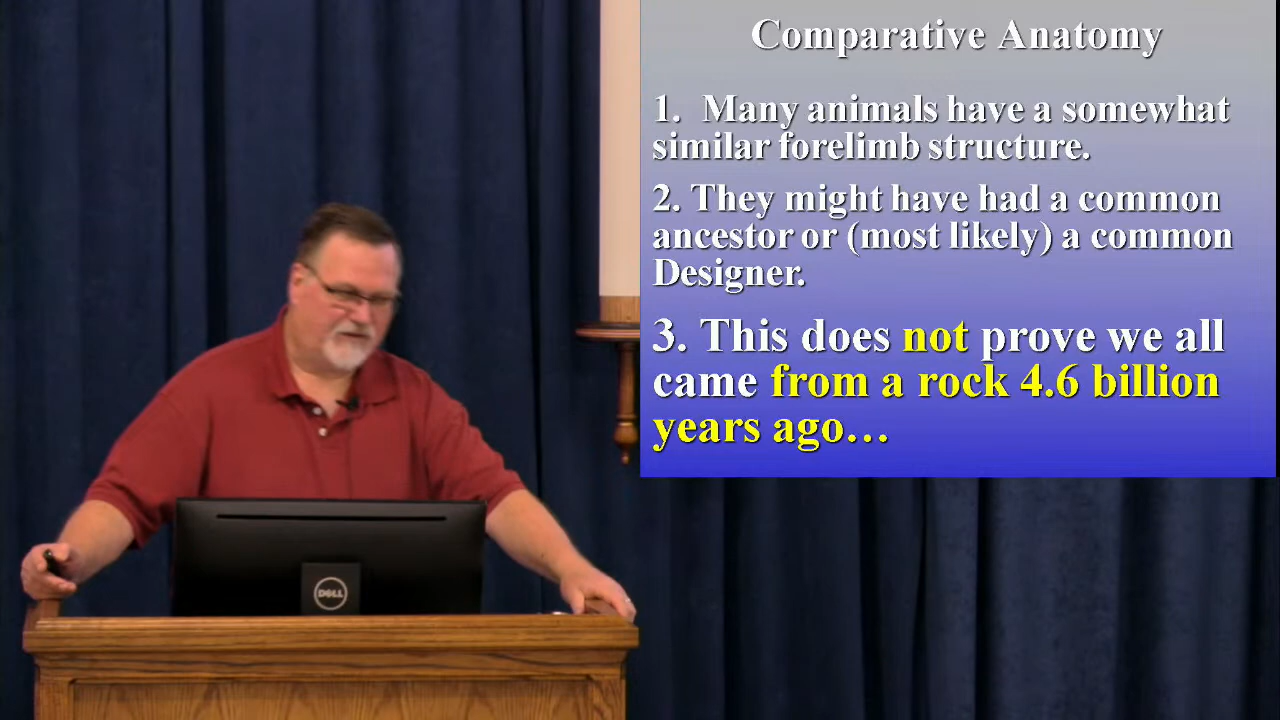 Comparative Anatomy
1. Many animals have a somewhat
similar forelimb structure.
2. They might have had a common
ancestor or (most likely) a common
Designer.
3. This does not prove we all
came from a rock 4.6 billion
years ago…
DELL